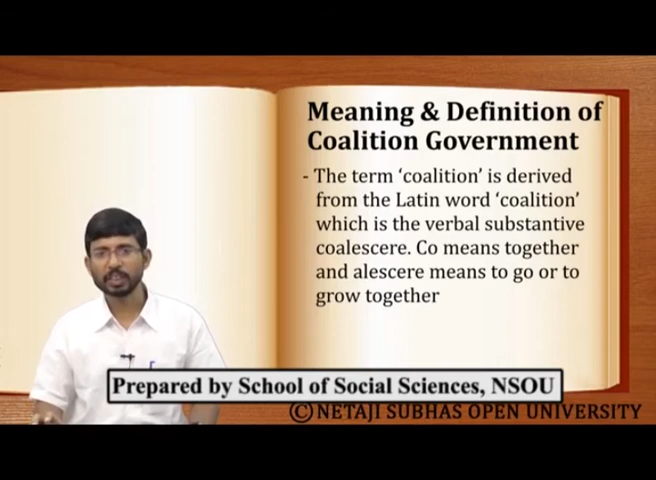 Meaning & Definition of
Coalition Government
- The term ‘coalition’ is derived
from the Latin word ‘coalition’
which is the verbal substantive
coalescere. Co means together
and alescere means to go or to
grow together
Prepared by School of Social Sciences, NSOU
©NETAJI SUBHAS OPEN UNIVERSITY